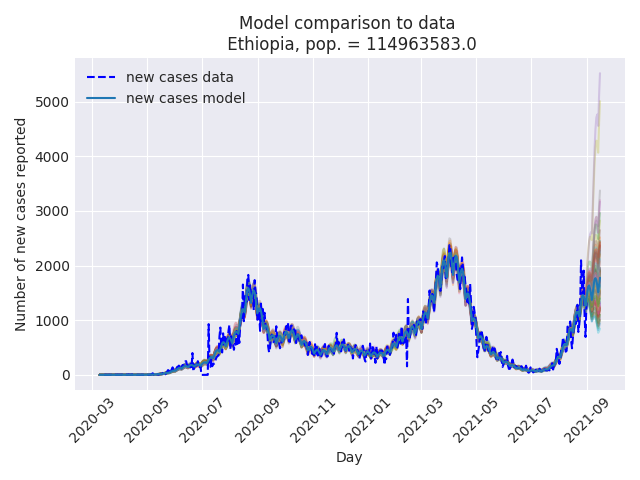 Model comparison to data
Ethiopia, pop. = 114963583.0
new cases data
new cases model
Number of new cases reported
5000
4000
3000
2000
1000
0
2020-03
2020-05
2020-07
2020-09
2020-11
2021-01
2021-03
2021-05
2021-07
2021-09
Day